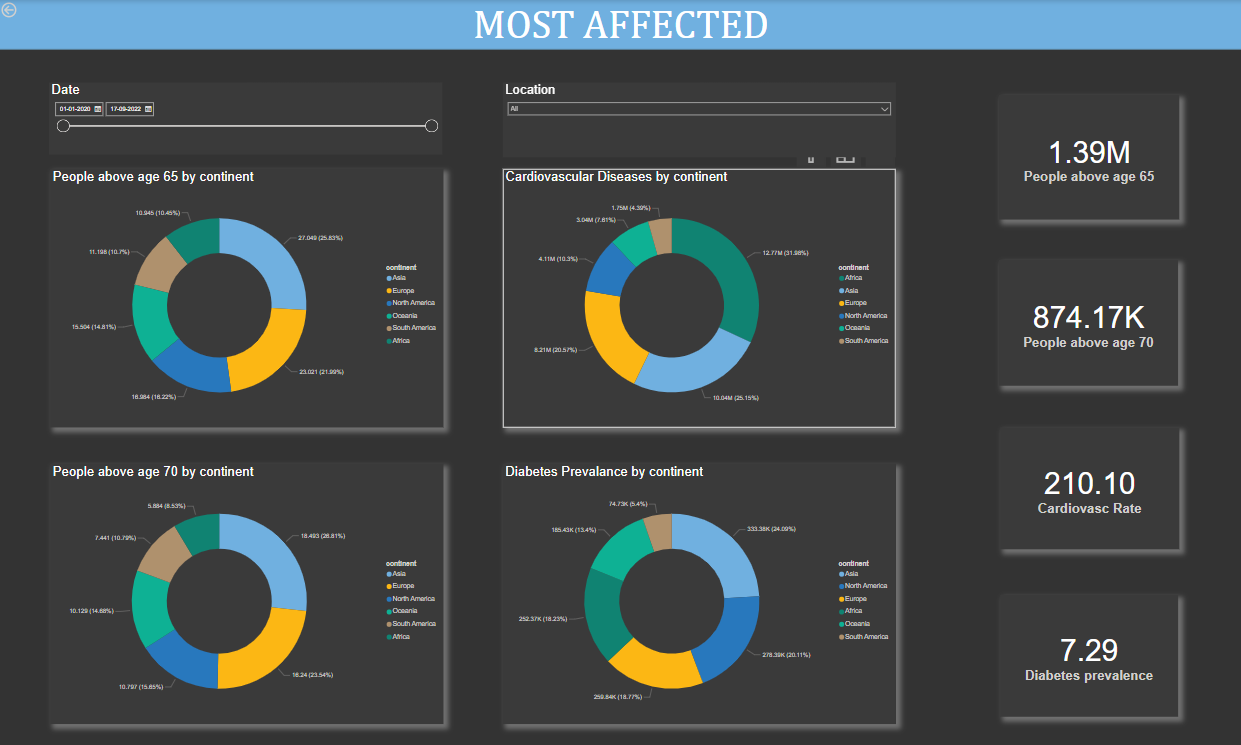 MOST AFFECTED
Date
01-01-2020
17-09-2022
Location
All
People above age 65 by continent
10.945 (10.45%)
27.049 (25.83%)
11.198 (10.7%)
15.504 (14.81%)
16.984 (16.22%)
23.021 (21.99%)
continent
Asia
Europe
North America
Oceania
South America
Africa
Cardiovascular Diseases by continent
1.75M (4.39%)
3.04M (7.61%)
4.11M (10.3%)
12.77M (31.98%)
8.21M (20.57%)
10.04M (25.15%)
continent
Africa
Asia
Europe
North America
Oceania
South America
People above age 70 by continent
5.884 (8.53%)
7.441 (10.79%)
18.493 (26.81%)
10.129 (14.68%)
10.797 (15.65%)
16.24 (23.54%)
continent
Asia
Europe
North America
Oceania
South America
Africa
Diabetes Prevalance by continent
74.73K (5.4%)
185.43K (13.4%)
333.38K (24.09%)
252.37K (18.23%)
278.39K (20.11%)
259.84K (18.77%)
continent
Asia
North America
Europe
Africa
Oceania
South America
1.39M
People above age 65
874.17K
People above age 70
210.10
Cardiovasc Rate
7.29
Diabetes prevalence